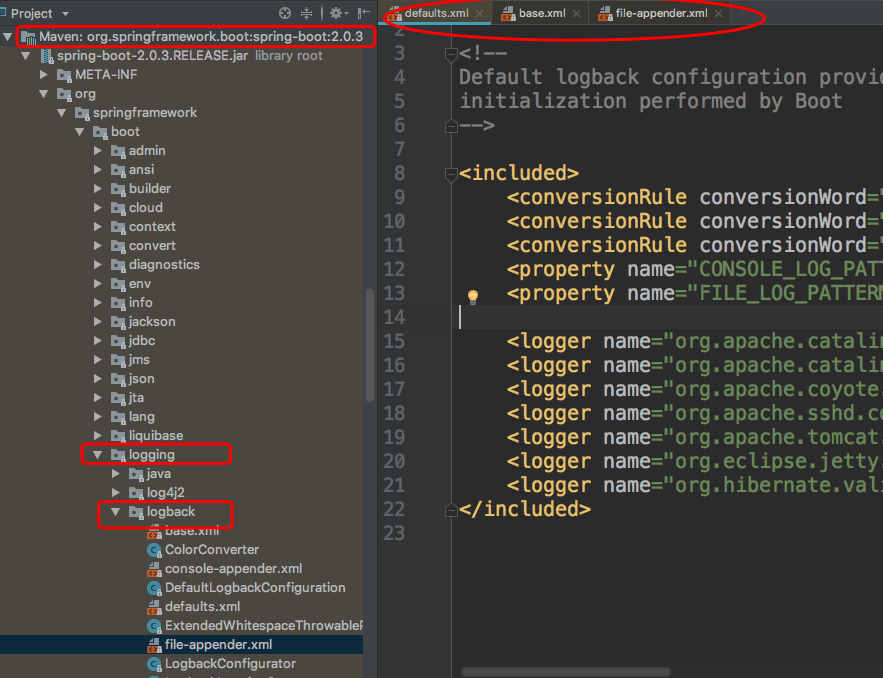 Project
Maven: org.springframework.boot:spring-boot:2.0.3
spring-boot-2.0.3.RELEASE.jar library root
META-INF
org
springframework
boot
admin
ansi
builder
cloud
context
convert
diagnostics
env
info
jackson
jdbc
jms
json
jta
lang
liquibase
logging
java
log4j2
logback
base.xml
ColorConverter
console-appender.xml
DefaultLogbackConfiguration
defaults.xml
ExtendedWhitespaceThrowableF
file-appender.xml
LogbackConfigurator
defaults.xml base.xml file-appender.xml
2
3 <!--
4 Default logback configuration provid
5 initialization performed by Boot
6 -->
7
8 <included>
9 <conversionRule conversionWord="
10 <conversionRule conversionWord="
11 <conversionRule conversionWord="
12 <property name="CONSOLE_LOG_PATT
13 <property name="FILE_LOG_PATTERN
14
15 <logger name="org.apache.catalin
16 <logger name="org.apache.catalin
17 <logger name="org.apache.coyote.
18 <logger name="org.apache.sshd.co
19 <logger name="org.apache.tomcat.
20 <logger name="org.eclipse.jetty.
21 <logger name="org.hibernate.vali
22 </included>
23